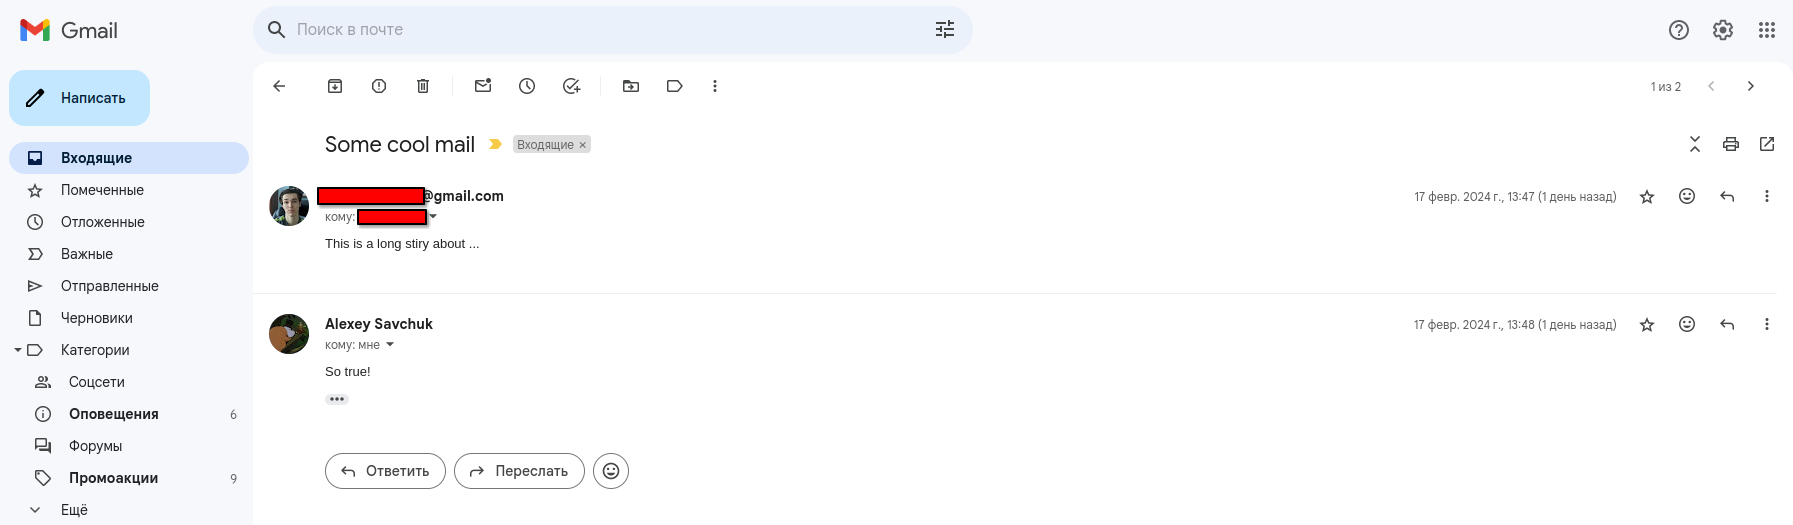 Gmail
Поиск в почте
Написать
1 из 2
Входящие
Помеченные
Отложенные
Важные
Отправленные
Черновики
Категории
Соцсети
Оповещения 6
Форумы
Промоакции 9
Ещё
Some cool mail Входящие ×
@gmail.com 17 февр. 2024 г., 13:47 (1 день назад)
кому:
This is a long stiry about ...
Alexey Savchuk 17 февр. 2024 г., 13:48 (1 день назад)
кому: мне
So true!
Ответить Переслать